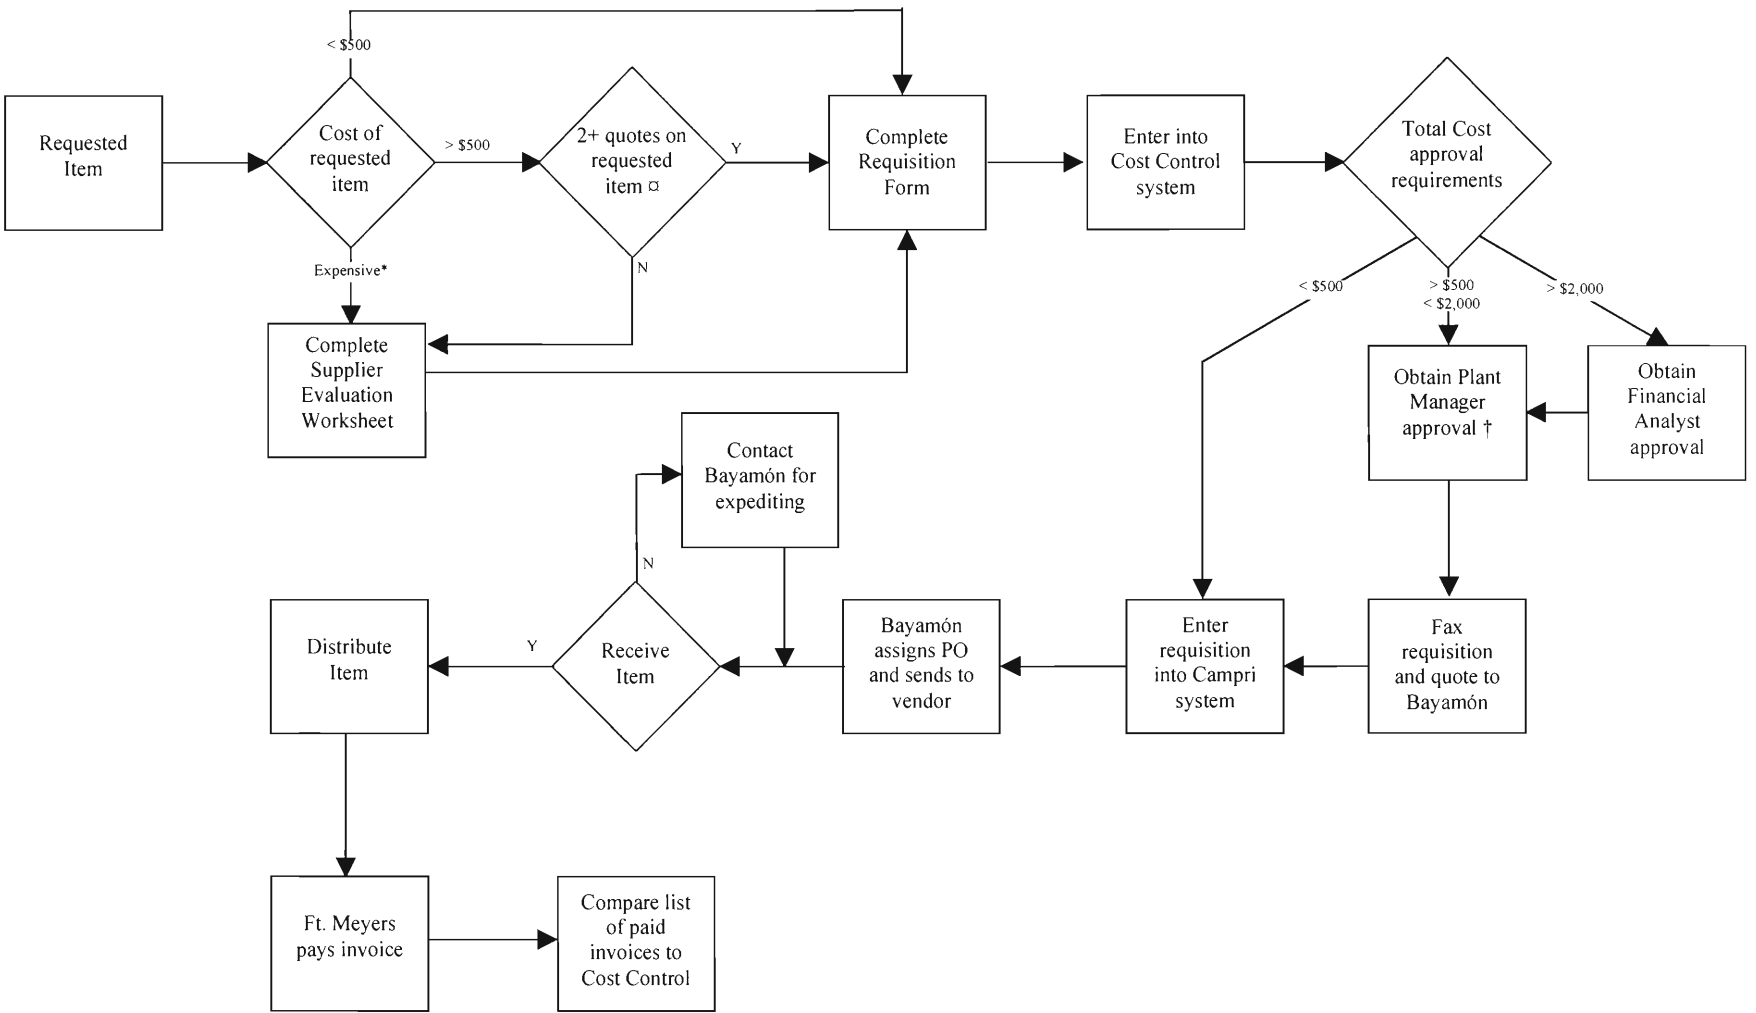 < $500
Requested
Item
Cost of
requested
item
> $500
2+ quotes on
requested
item ¤
Y
N
Expensive*
Complete
Supplier
Evaluation
Worksheet
Complete
Requisition
Form
Enter into
Cost Control
system
Total Cost
approval
requirements
< $500
> $500
< $2,000
> $2,000
Obtain Plant
Manager
approval †
Obtain
Financial
Analyst
approval
Contact
Bayamón for
expediting
N
Distribute
Item
Y
Receive
Item
Bayamón
assigns PO
and sends to
vendor
Enter
requisition
into Campri
system
Fax
requisition
and quote to
Bayamón
Ft. Meyers
pays invoice
Compare list
of paid
invoices to
Cost Control